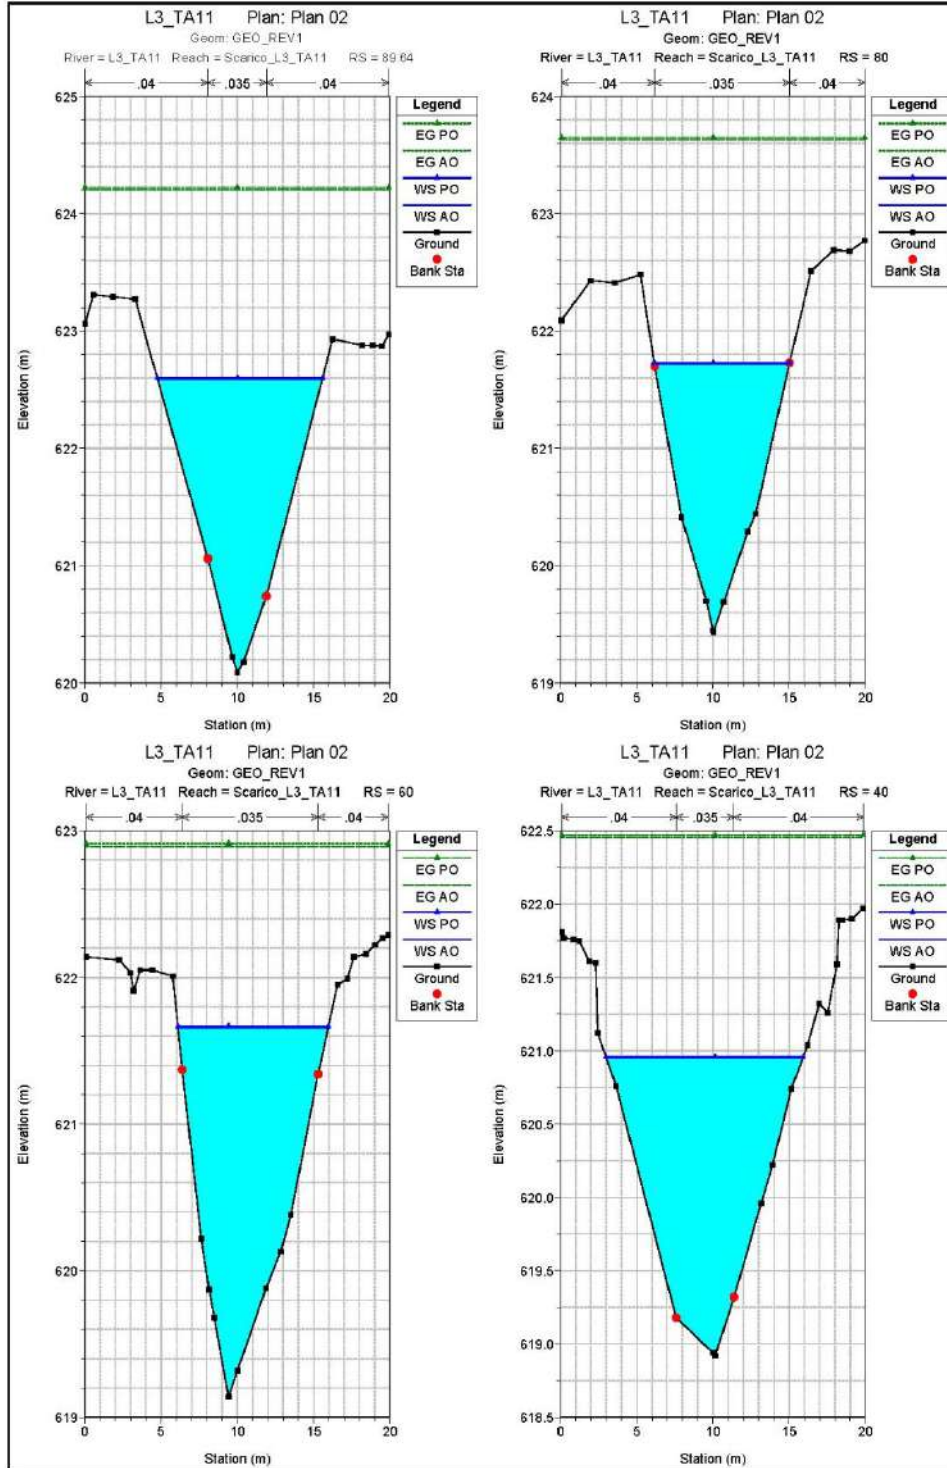 L3_TA11 Plan: Plan 02
Geom: GEO_REV1
River = L3_TA11 Reach = Scarico_L3_TA11 RS = 89.64
.04 .035 .04
Legend
EG PO
EG AO
WS PO
WS AO
Ground
Bank Sta
625
624
623
622
621
620
Elevation (m)
0 5 10 15 20
Station (m)
L3_TA11 Plan: Plan 02
Geom: GEO_REV1
River = L3_TA11 Reach = Scarico_L3_TA11 RS = 80
.04 .035 .04
Legend
EG PO
EG AO
WS PO
WS AO
Ground
Bank Sta
624
623
622
621
620
619
Elevation (m)
0 5 10 15 20
Station (m)
L3_TA11 Plan: Plan 02
Geom: GEO_REV1
River = L3_TA11 Reach = Scarico_L3_TA11 RS = 60
.04 .035 .04
Legend
EG PO
EG AO
WS PO
WS AO
Ground
Bank Sta
623
622
621
620
619
Elevation (m)
0 5 10 15 20
Station (m)
L3_TA11 Plan: Plan 02
Geom: GEO_REV1
River = L3_TA11 Reach = Scarico_L3_TA11 RS = 40
.04 .035 .04
Legend
EG PO
EG AO
WS PO
WS AO
Ground
Bank Sta
622.5
622.0
621.5
621.0
620.5
620.0
619.5
619.0
618.5
Elevation (m)
0 5 10 15 20
Station (m)